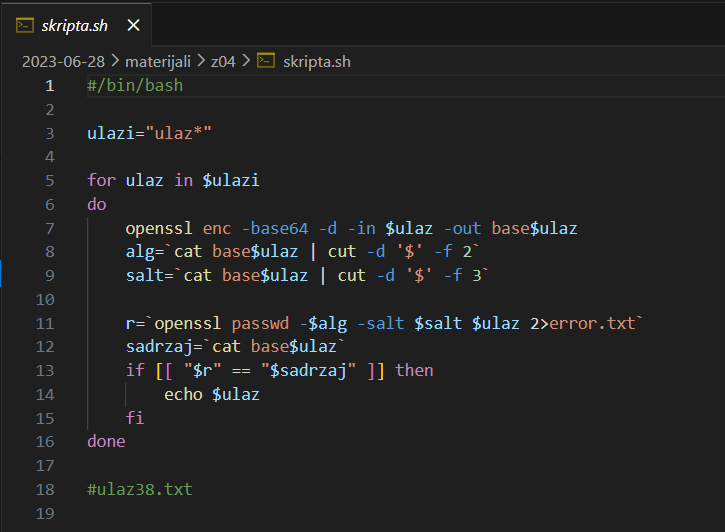 skripta.sh
2023-06-28 > materijali > z04 > skripta.sh
1 #/bin/bash
2
3 ulazi="ulaz*"
4
5 for ulaz in $ulazi
6 do
7 openssl enc -base64 -d -in $ulaz -out base$ulaz
8 alg=`cat base$ulaz | cut -d '$' -f 2`
9 salt=`cat base$ulaz | cut -d '$' -f 3`
10
11 r=`openssl passwd -$alg -salt $salt $ulaz 2>error.txt`
12 sadrzaj=`cat base$ulaz`
13 if [[ "$r" == "$sadrzaj" ]] then
14 echo $ulaz
15 fi
16 done
17
18 #ulaz38.txt
19